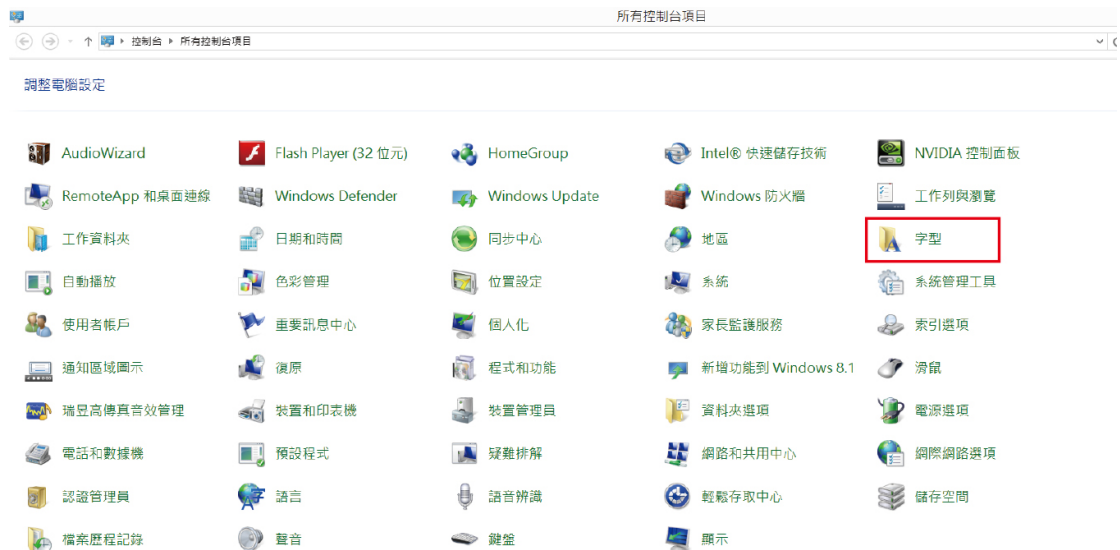 所有控制台項目
控制台 ▸ 所有控制台項目
調整電腦設定
AudioWizard
Flash Player (32 位元)
HomeGroup
Intel® 快速儲存技術
NVIDIA 控制面板
RemoteApp 和桌面連線
Windows Defender
Windows Update
Windows 防火牆
工作列與瀏覽
工作資料夾
日期和時間
同步中心
地區
字型
自動播放
色彩管理
位置設定
系統
系統管理工具
使用者帳戶
重要訊息中心
個人化
家長監護服務
索引選項
通知區域圖示
復原
程式和功能
新增功能到 Windows 8.1
滑鼠
瑞昱高傳真音效管理
裝置和印表機
裝置管理員
資料夾選項
電源選項
電話和數據機
預設程式
疑難排解
網路和共用中心
網際網路選項
認證管理員
語言
語音辨識
輕鬆存取中心
儲存空間
檔案歷程記錄
聲音
鍵盤
顯示